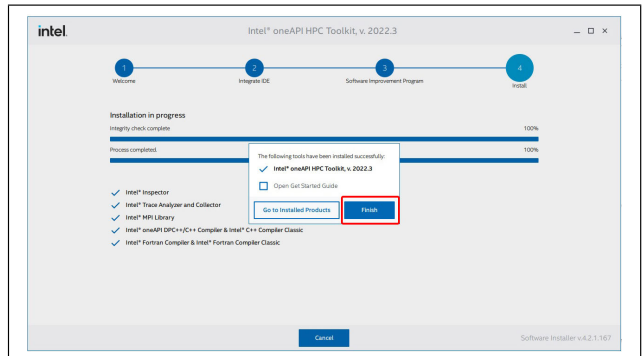 intel.
Intel® oneAPI HPC Toolkit, v. 2022.3
1
2
3
4
Welcome
Integrate IDE
Software Improvement Program
Install
Installation in progress
Integrity check complete
100%
Process completed.
100%
The following tools have been installed successfully:
Intel® oneAPI HPC Toolkit, v. 2022.3
Open Get Started Guide
Go to Installed Products
Finish
Intel® Inspector
Intel® Trace Analyzer and Collector
Intel® MPI Library
Intel® oneAPI DPC++/C++ Compiler & Intel® C++ Compiler Classic
Intel® Fortran Compiler & Intel® Fortran Compiler Classic
Cancel
Software Installer v.4.2.1.167